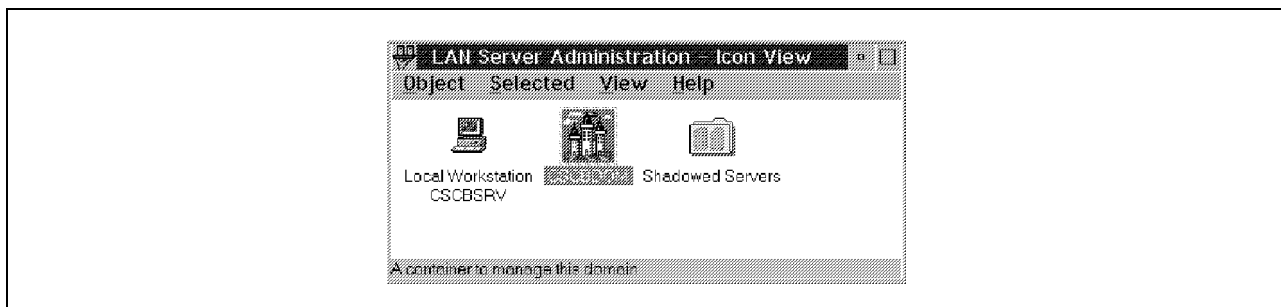 LAN Server Administration - Icon View
Object Selected View Help
Local Workstation
CSCBSRV
Shadowed Servers
A container to manage this domain